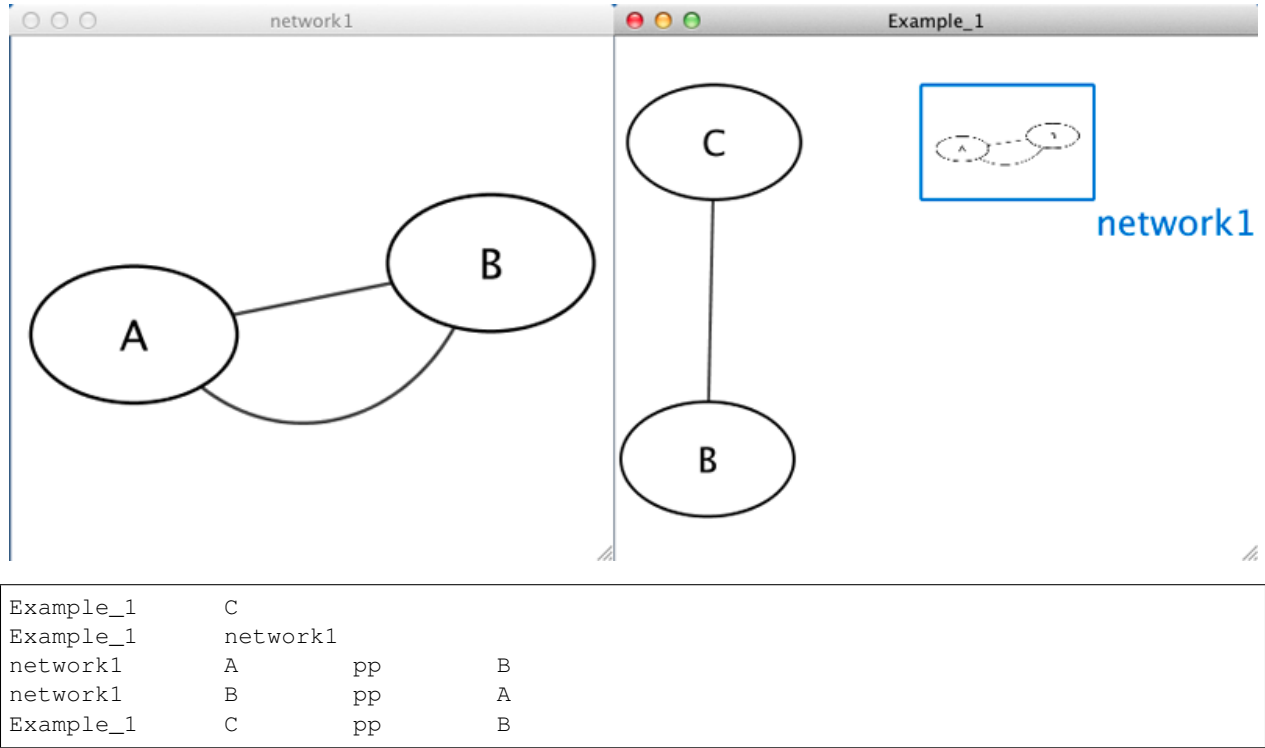 network1
Example_1
A
B
C
B
network1
Example_1 C
Example_1 network1
network1 A pp B
network1 B pp A
Example_1 C pp B